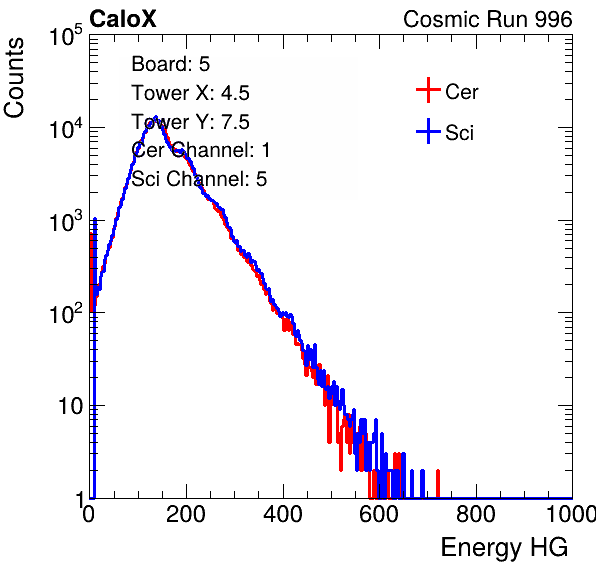 CaloX Cosmic Run 996
Counts
10^5
10^4
10^3
10^2
10
1
Board: 5
Tower X: 4.5
Tower Y: 7.5
Cer Channel: 1
Sci Channel: 5
Cer
Sci
0 200 400 600 800 1000
Energy HG